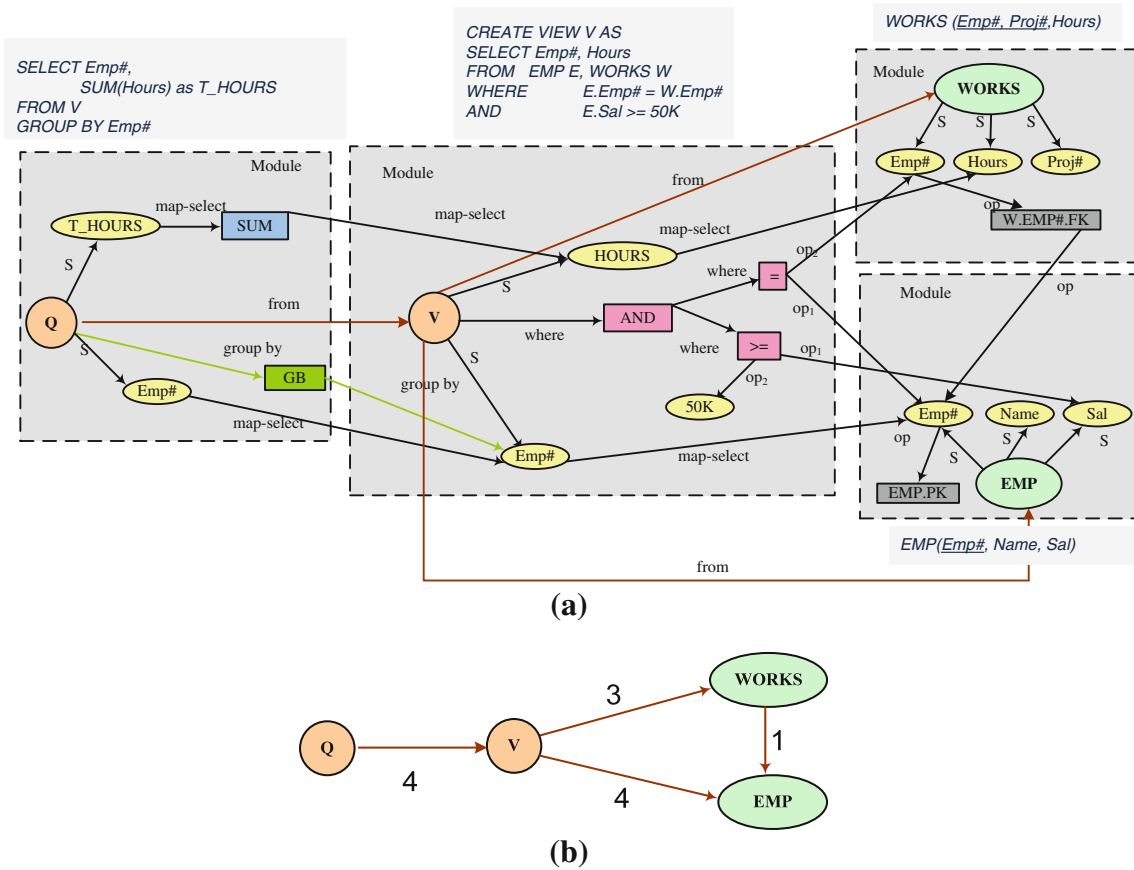 SELECT Emp#,
SUM(Hours) as T_HOURS
FROM V
GROUP BY Emp#
CREATE VIEW V AS
SELECT Emp#, Hours
FROM EMP E, WORKS W
WHERE E.Emp# = W.Emp#
AND E.Sal >= 50K
WORKS (Emp#, Proj#,Hours)
Module
T_HOURS
map-select
SUM
S
Q
from
S
group by
GB
Emp#
map-select
Module
from
map-select
HOURS
map-select
S
V
where
AND
where
=
op2
op1
where
>=
op1
op2
50K
S
group by
Emp#
map-select
from
Module
WORKS
S
S
S
Emp#
Hours
Proj#
op
W.EMP#.FK
op
Module
Emp#
Name
Sal
op
S
S
S
EMP.PK
EMP
EMP(Emp#, Name, Sal)
(a)
Q
4
V
3
WORKS
1
4
EMP
(b)